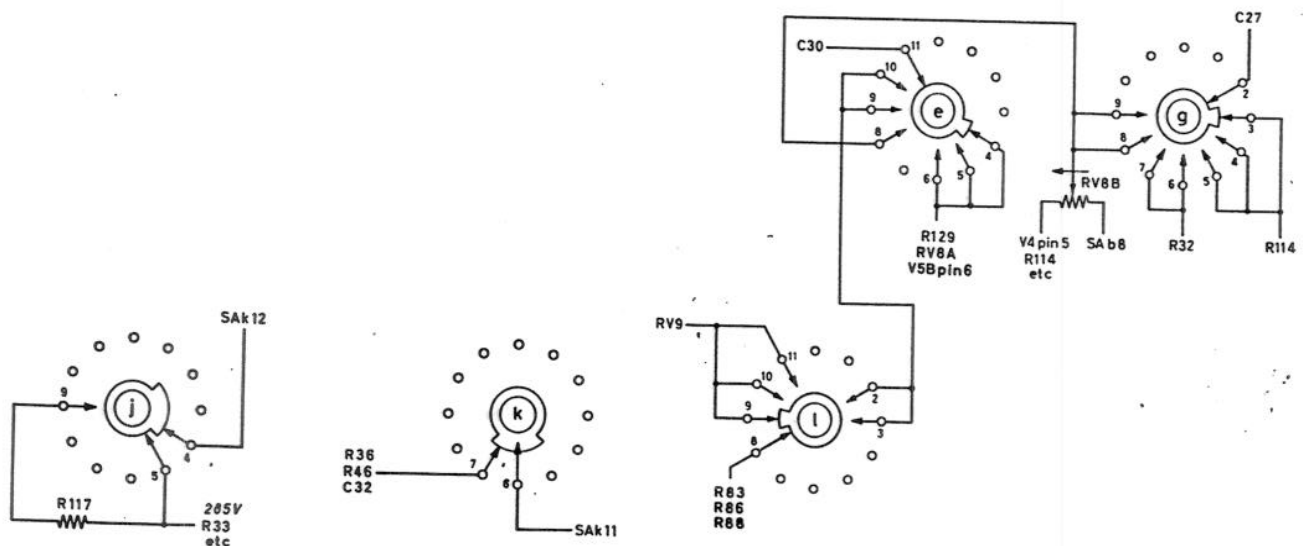 C30
11
10
9
8
e
4
5
6
R129
RV8A
V5Bpin6
C27
2
9
g
3
8
7
6
5
4
RV8B
V4 pin 5
R114
etc
SAb8
R32
R114
SAk12
9
j
4
5
R117
265V
R33
etc
k
R36
R46
C32
7
6
SAk11
RV9
11
10
9
l
2
3
8
R83
R86
R88